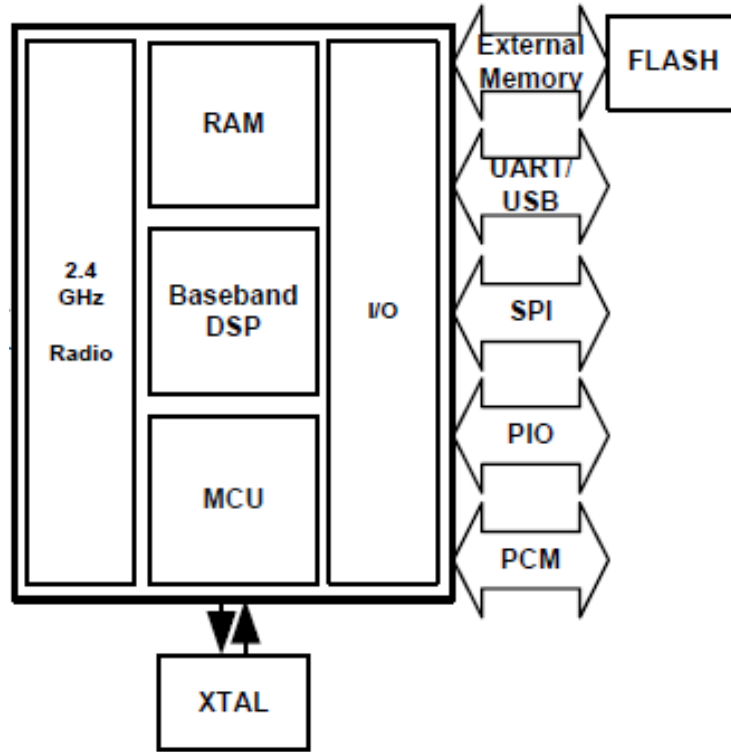 External
Memory
FLASH
RAM
UART/
USB
2.4
GHz
Radio
Baseband
DSP
I/O
SPI
PIO
MCU
PCM
XTAL